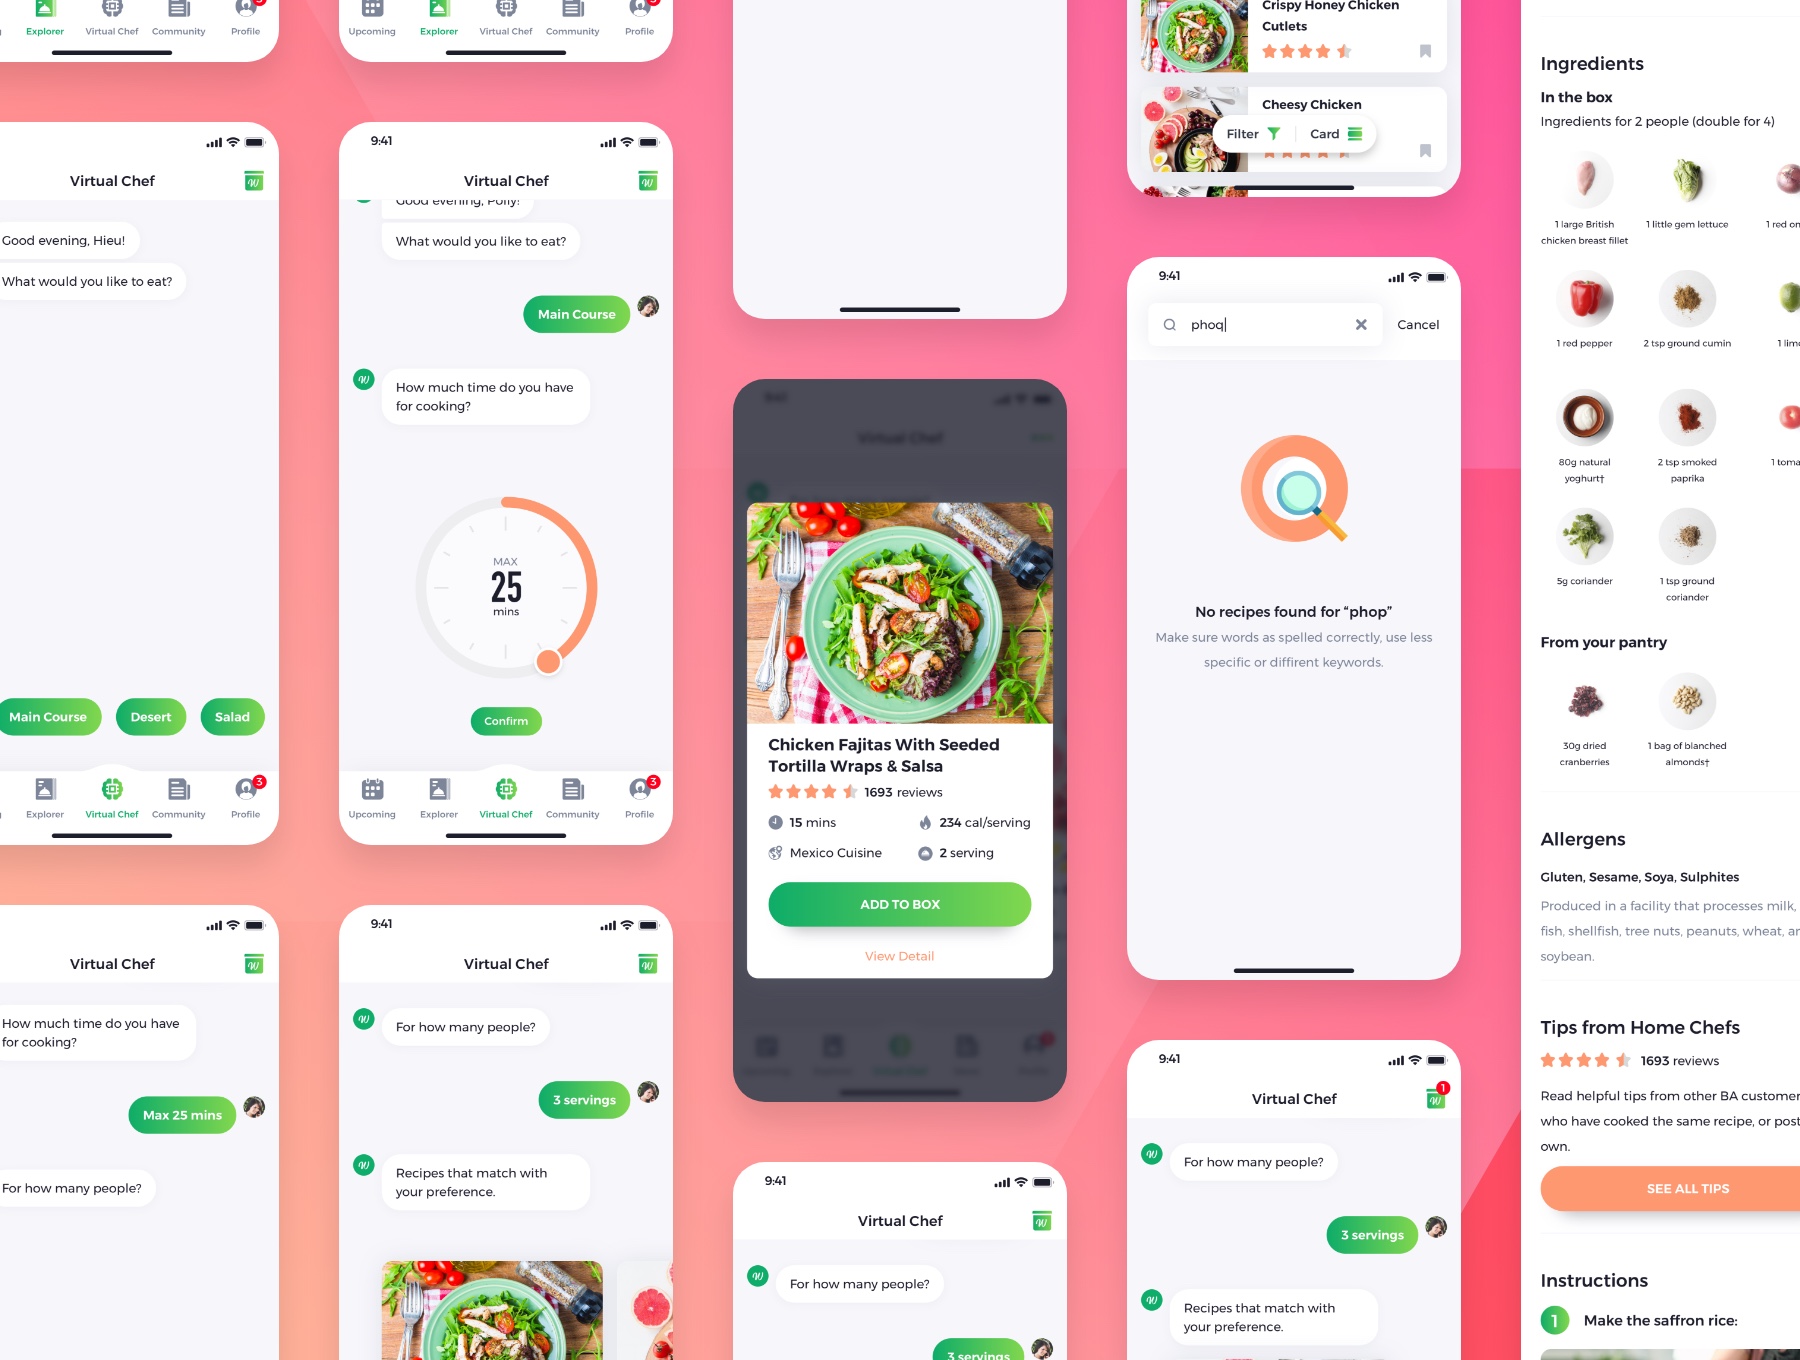 Explorer
Virtual Chef
Community
Profile
Virtual Chef
Good evening, Hieu!
What would you like to eat?
Main Course
Desert
Salad
Explorer
Virtual Chef
Community
Profile
3
Virtual Chef
How much time do you have
for cooking?
Max 25 mins
For how many people?
Upcoming
Explorer
Virtual Chef
Community
Profile
9:41
Virtual Chef
Good evening, Polly!
What would you like to eat?
Main Course
How much time do you have
for cooking?
MAX
25
mins
Confirm
Upcoming
Explorer
Virtual Chef
Community
Profile
3
9:41
Virtual Chef
For how many people?
3 servings
Recipes that match with
your preference.
9:41
Virtual Chef
Chicken Fajitas With Seeded
Tortilla Wraps & Salsa
1693 reviews
15 mins
234 cal/serving
Mexico Cuisine
2 serving
ADD TO BOX
View Detail
9:41
Virtual Chef
For how many people?
3 servings
Crispy Honey Chicken
Cutlets
Cheesy Chicken
Filter
Card
9:41
phoq
Cancel
No recipes found for “phop”
Make sure words as spelled correctly, use less
specific or diffirent keywords.
9:41
Virtual Chef
1
For how many people?
3 servings
Recipes that match with
your preference.
Ingredients
In the box
Ingredients for 2 people (double for 4)
1 large British
chicken breast fillet
1 little gem lettuce
1 red
1 red pepper
2 tsp ground cumin
1
80g natural
yoghurt†
2 tsp smoked
paprika
1
5g coriander
1 tsp ground
coriander
From your pantry
30g dried
cranberries
1 bag of blanched
almonds†
Allergens
Gluten, Sesame, Soya, Sulphites
Produced in a facility that processes milk,
fish, shellfish, tree nuts, peanuts, wheat,
soybean.
Tips from Home Chefs
1693 reviews
Read helpful tips from other BA customer
who have cooked the same recipe, or post
own.
SEE ALL TIPS
Instructions
1
Make the saffron rice: